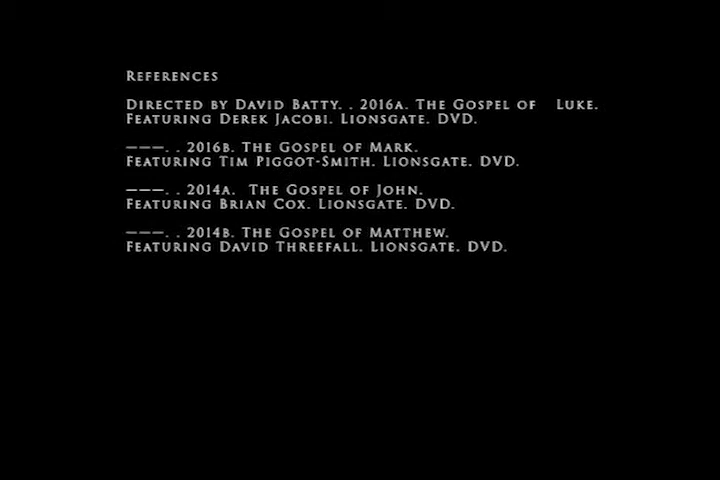 References
Directed by David Batty. . 2016a. The Gospel of Luke.
Featuring Derek Jacobi. Lionsgate. DVD.
———. . 2016b. The Gospel of Mark.
Featuring Tim Piggot-Smith. Lionsgate. DVD.
———. . 2014a. The Gospel of John.
Featuring Brian Cox. Lionsgate. DVD.
———. . 2014b. The Gospel of Matthew.
Featuring David Threefall. Lionsgate. DVD.